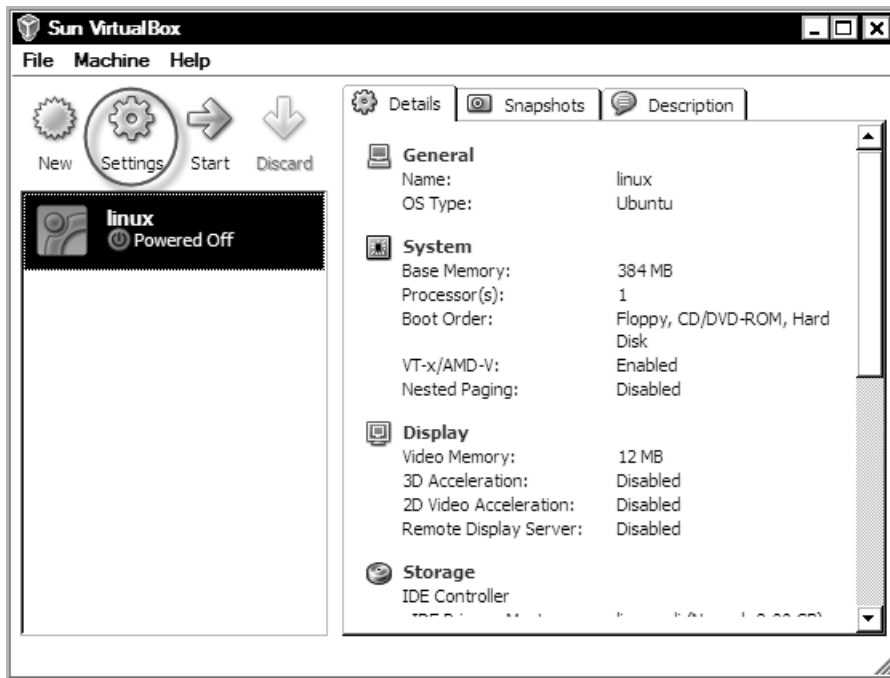 Sun VirtualBox
File Machine Help
New Settings Start Discard
linux
Powered Off
Details Snapshots Description
General
Name: linux
OS Type: Ubuntu
System
Base Memory: 384 MB
Processor(s): 1
Boot Order: Floppy, CD/DVD-ROM, Hard
Disk
VT-x/AMD-V: Enabled
Nested Paging: Disabled
Display
Video Memory: 12 MB
3D Acceleration: Disabled
2D Video Acceleration: Disabled
Remote Display Server: Disabled
Storage
IDE Controller